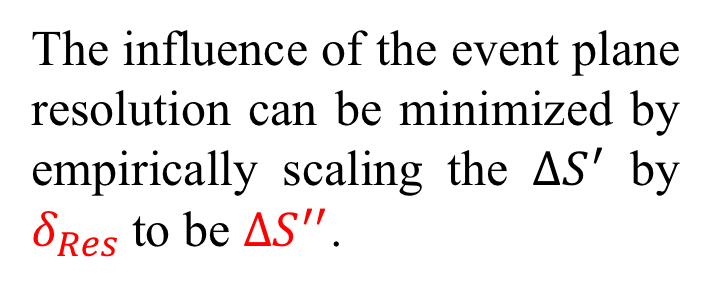 The influence of the event plane
resolution can be minimized by
empirically scaling the ΔS′ by
δ_Res to be ΔS″.